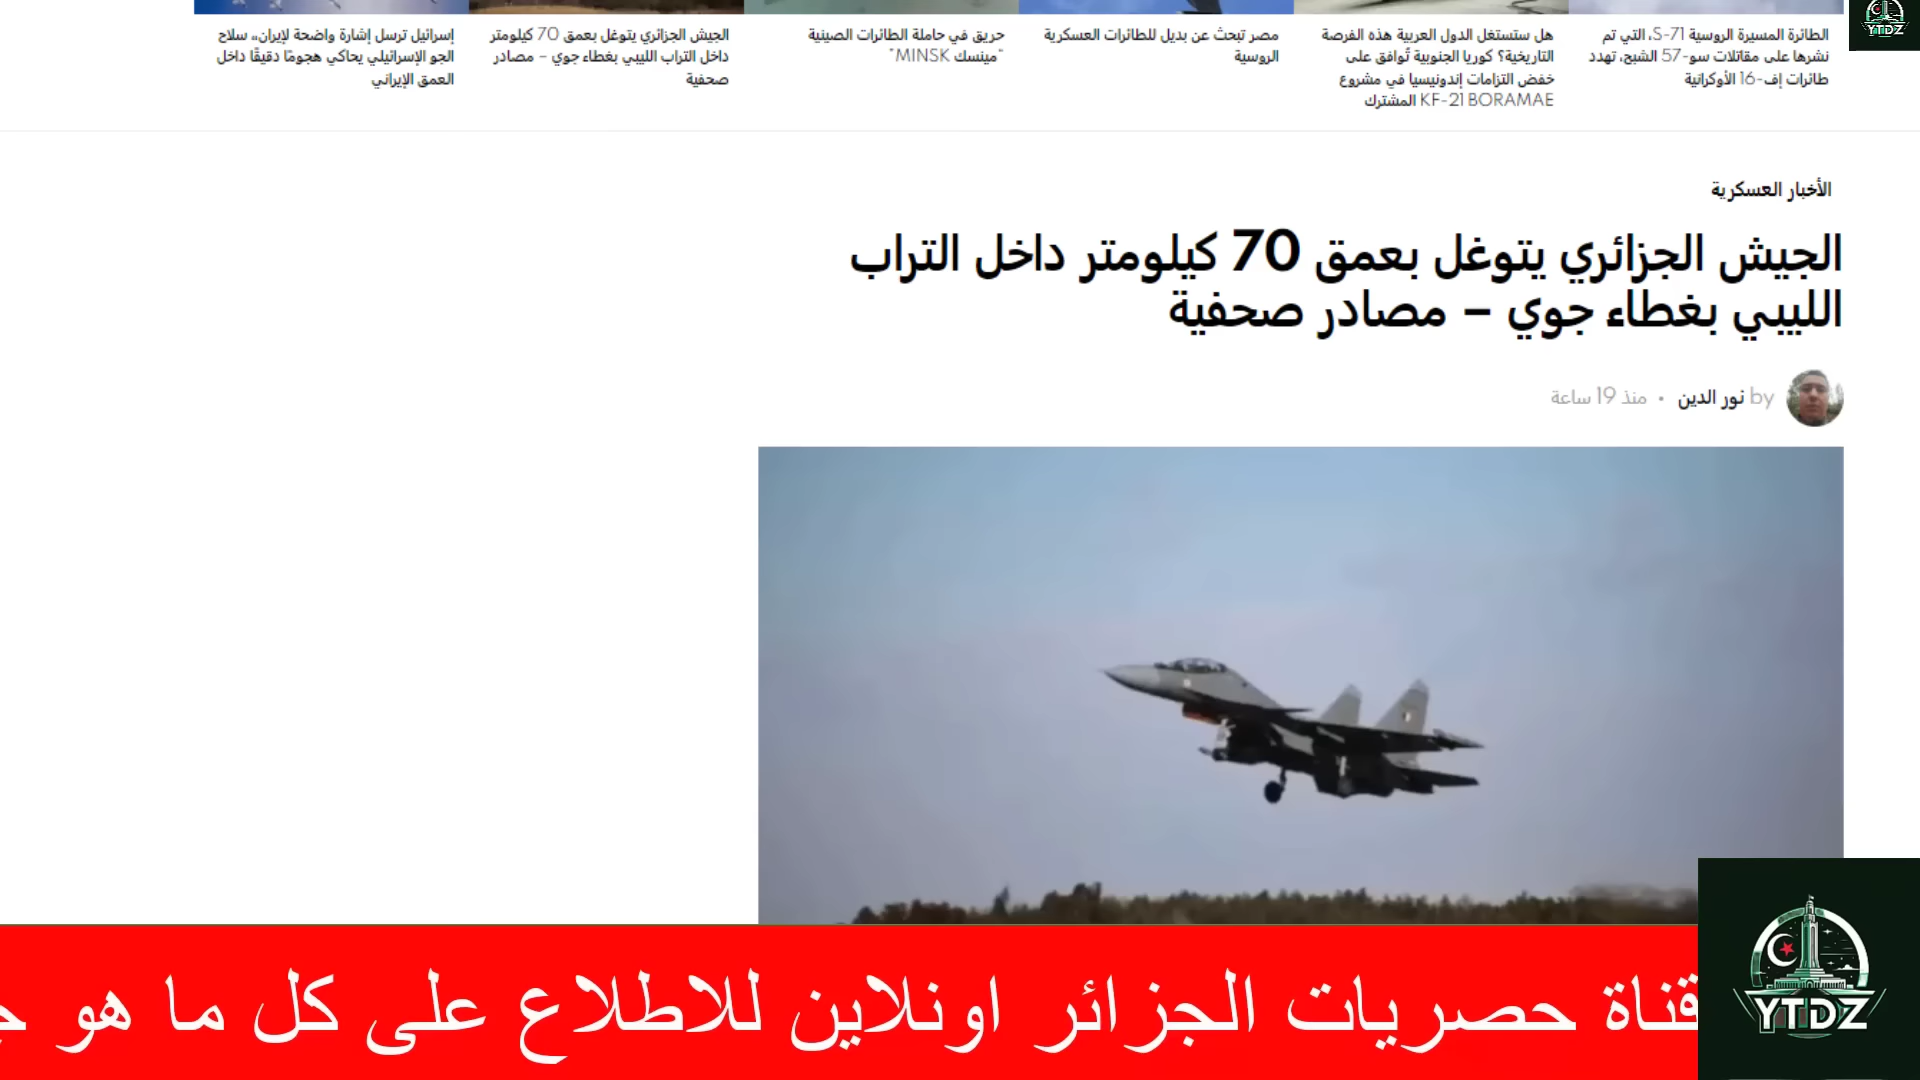 الطائرة المسيرة الروسية S-71، التي تم
نشرها على مقاتلات سو-57 الشبح، تهدد
طائرات إف-16 الأوكرانية
هل ستستغل الدول العربية هذه الفرصة
التاريخية؟ كوريا الجنوبية تُوافق على
خفض التزامات إندونيسيا في مشروع
KF-21 BORAMAE المشترك
مصر تبحث عن بديل للطائرات العسكرية
الروسية
حريق في حاملة الطائرات الصينية
“مينسك MINSK”
الجيش الجزائري يتوغل بعمق 70 كيلومتر
داخل التراب الليبي بغطاء جوي – مصادر
صحفية
إسرائيل ترسل إشارة واضحة لإيران،، سلاح
الجو الإسرائيلي يحاكي هجومًا دقيقًا داخل
العمق الإيراني
YTDZ
الأخبار العسكرية
الجيش الجزائري يتوغل بعمق 70 كيلومتر داخل التراب
الليبي بغطاء جوي – مصادر صحفية
by نور الدين • منذ 19 ساعة
قناة حصريات الجزائر اونلاين للاطلاع على كل ما هو
YTDZ